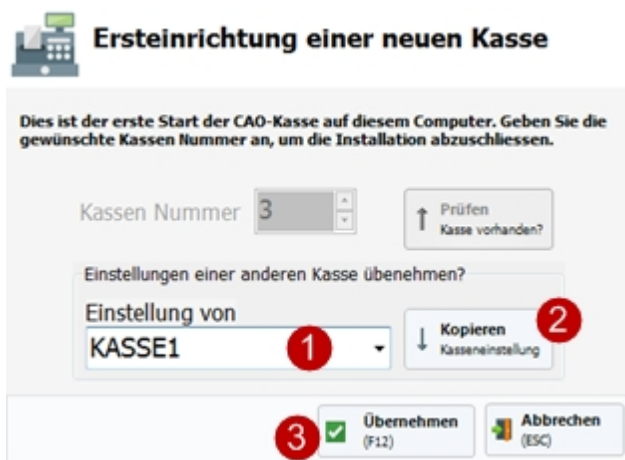 Ersteinrichtung einer neuen Kasse
Dies ist der erste Start der CAO-Kasse auf diesem Computer. Geben Sie die
gewünschte Kassen Nummer an, um die Installation abzuschliessen.
Kassen Nummer 3
Prüfen
Kasse vorhanden?
Einstellungen einer anderen Kasse übenehmen?
Einstellung von
KASSE1 1
Kopieren 2
Kasseneinstellung
3 Übernehmen
(F12)
Abbrechen
(ESC)